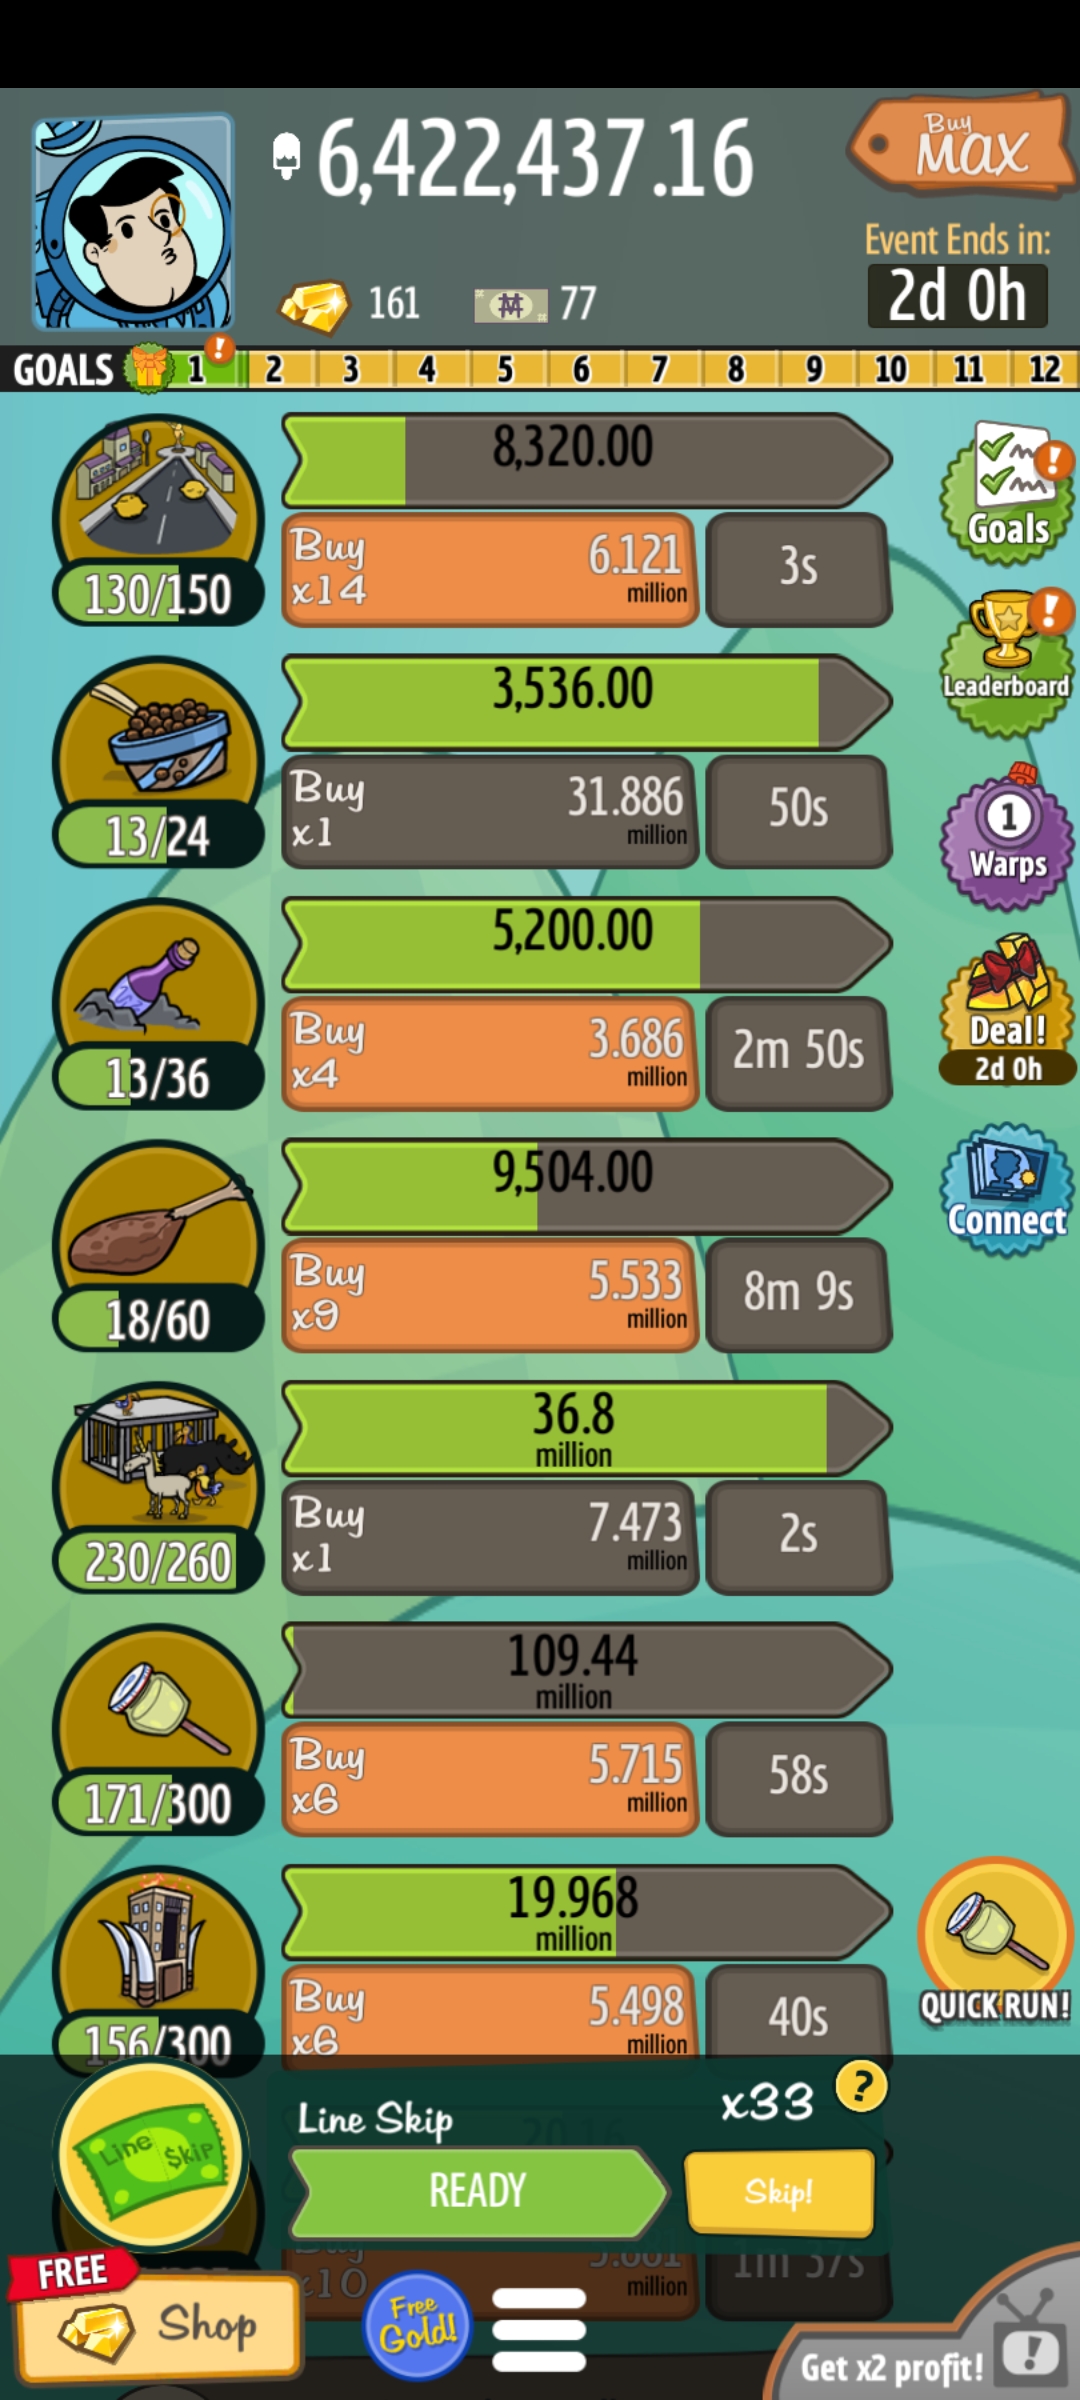 6,422,437.16
Buy
MAX
Event Ends in:
2d 0h
161
77
GOALS 1 2 3 4 5 6 7 8 9 10 11 12
8,320.00
Buy
x14
6.121
million
3s
130/150
Goals
Leaderboard
3,536.00
Buy
x1
31.886
million
50s
13/24
1
Warps
5,200.00
Buy
x4
3.686
million
2m 50s
13/36
Deal!
2d 0h
9,504.00
Buy
x9
5.533
million
8m 9s
18/60
Connect
36.8
million
Buy
x1
7.473
million
2s
230/260
109.44
million
Buy
x6
5.715
million
58s
171/300
19.968
million
Buy
x6
5.498
million
40s
156/300
QUICK RUN!
Line Skip
x33
?
Line $kip
READY
Skip!
20.16
Buy
x10
million
1m 37s
FREE
Shop
Free
Gold!
Get x2 profit!